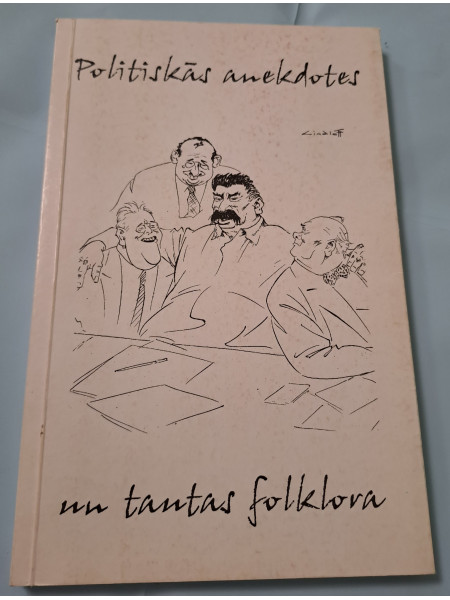 Politiskās anekdotes
un tautas folklora